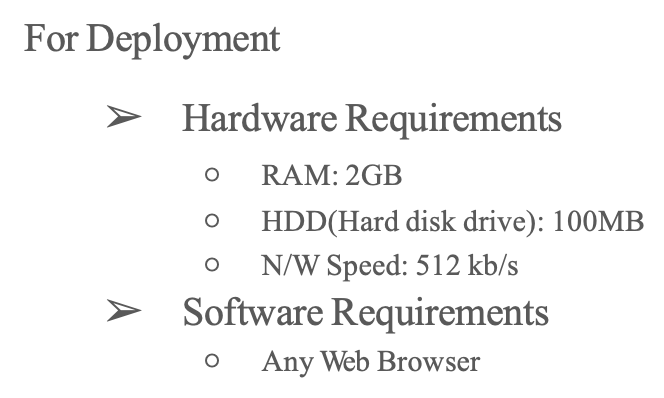 For Deployment
➢ Hardware Requirements
○ RAM: 2GB
○ HDD(Hard disk drive): 100MB
○ N/W Speed: 512 kb/s
➢ Software Requirements
○ Any Web Browser